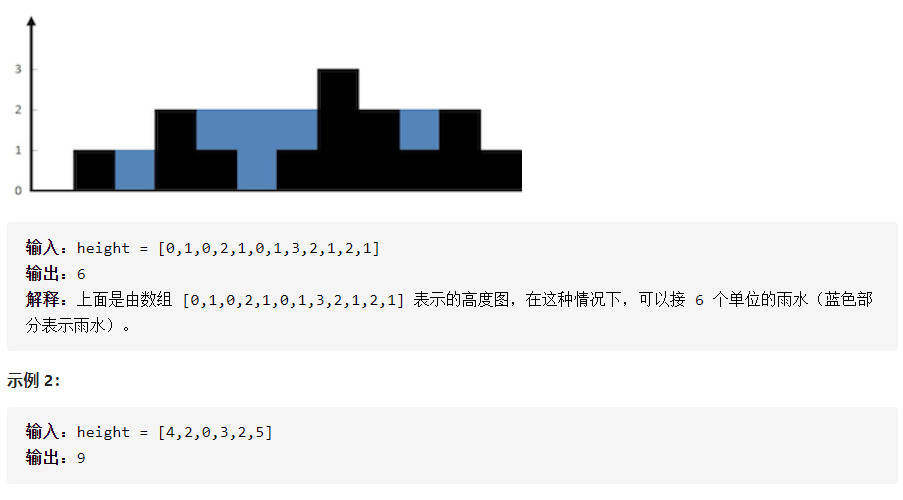 3
2
1
0
输入：height = [0,1,0,2,1,0,1,3,2,1,2,1]
输出：6
解释：上面是由数组 [0,1,0,2,1,0,1,3,2,1,2,1] 表示的高度图，在这种情况下，可以接 6 个单位的雨水（蓝色部
分表示雨水）。
示例 2：
输入：height = [4,2,0,3,2,5]
输出：9